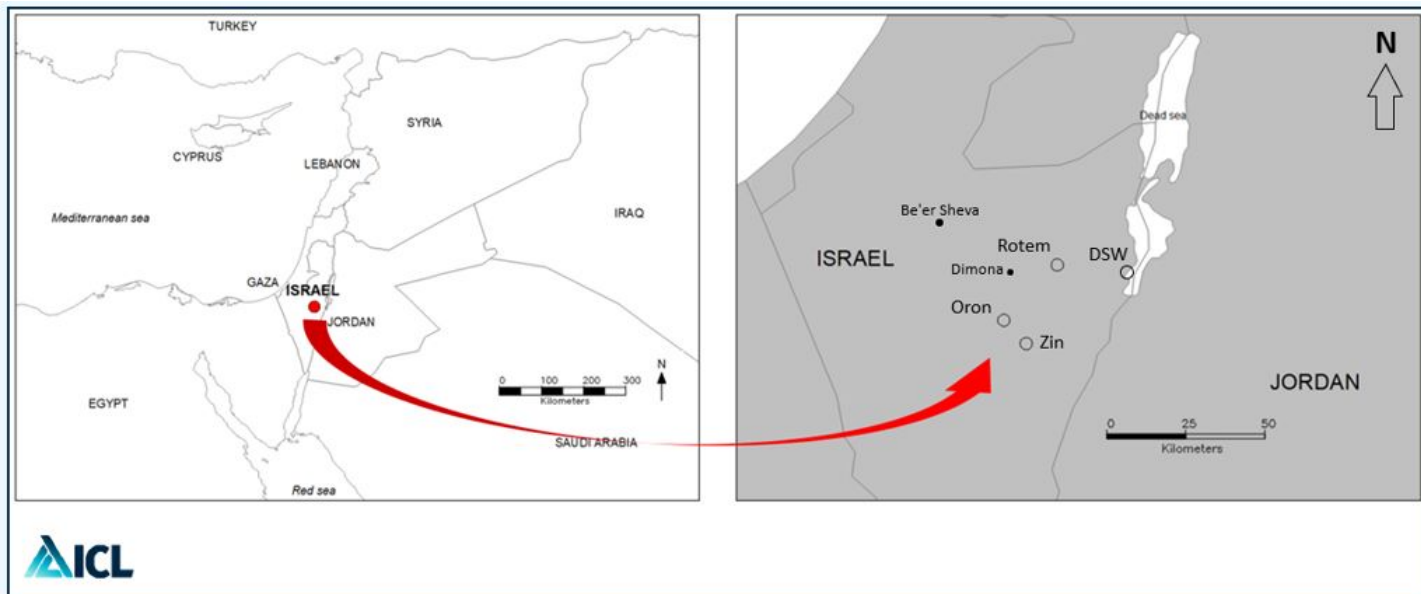 TURKEY
SYRIA
CYPRUS
LEBANON
Mediterranean sea
IRAQ
GAZA
ISRAEL
JORDAN
N
0 100 200 300
Kilometers
EGYPT
SAUDI ARABIA
Red sea
N
Dead sea
Be'er Sheva
ISRAEL
Rotem
DSW
Dimona
Oron
Zin
JORDAN
0 25 50
Kilometers
ICL